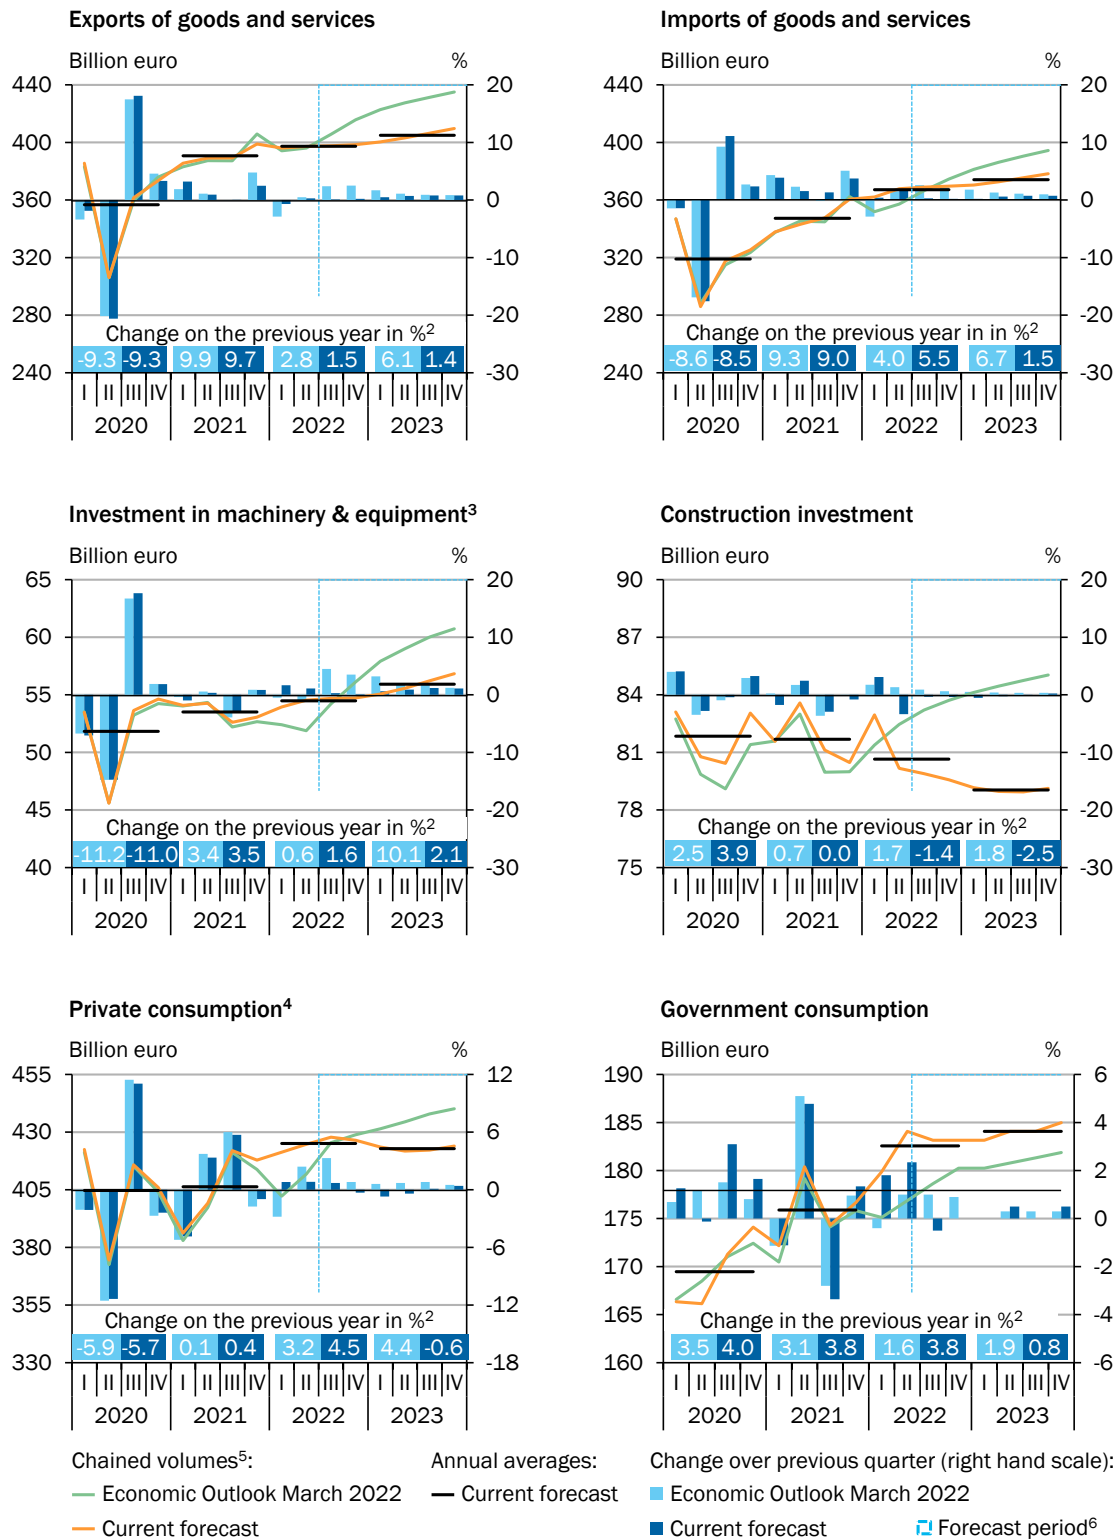 Exports of goods and services
Billion euro %
440 20
400 10
360 0
320 -10
280 -20
Change on the previous year in %2
-9.3 -9.3 9.9 9.7 2.8 1.5 6.1 1.4
240 -30
I II III IV I II III IV I II III IV I II III IV
2020 2021 2022 2023
Imports of goods and services
Billion euro %
440 20
400 10
360 0
320 -10
280 -20
Change on the previous year in in %2
-8.6 -8.5 9.3 9.0 4.0 5.5 6.7 1.5
240 -30
I II III IV I II III IV I II III IV I II III IV
2020 2021 2022 2023
Investment in machinery & equipment3
Billion euro %
65 20
60 10
55 0
50 -10
45 -20
Change on the previous year in %2
-11.2 -11.0 3.4 3.5 0.6 1.6 10.1 2.1
40 -30
I II III IV I II III IV I II III IV I II III IV
2020 2021 2022 2023
Construction investment
Billion euro %
90 20
87 10
84 0
81 -10
78 -20
Change on the previous year in %2
2.5 3.9 0.7 0.0 1.7 -1.4 1.8 -2.5
75 -30
I II III IV I II III IV I II III IV I II III IV
2020 2021 2022 2023
Private consumption4
Billion euro %
455 12
430 6
405 0
380 -6
355 -12
Change on the previous year in %2
-5.9 -5.7 0.1 0.4 3.2 4.5 4.4 -0.6
330 -18
I II III IV I II III IV I II III IV I II III IV
2020 2021 2022 2023
Government consumption
Billion euro %
190 6
185 4
180 2
175 0
170 -2
165 -4
Change in the previous year in %2
3.5 4.0 3.1 3.8 1.6 3.8 1.9 0.8
160 -6
I II III IV I II III IV I II III IV I II III IV
2020 2021 2022 2023
Chained volumes5: Annual averages: Change over previous quarter (right hand scale):
Economic Outlook March 2022 Current forecast Economic Outlook March 2022
Current forecast Current forecast Forecast period6